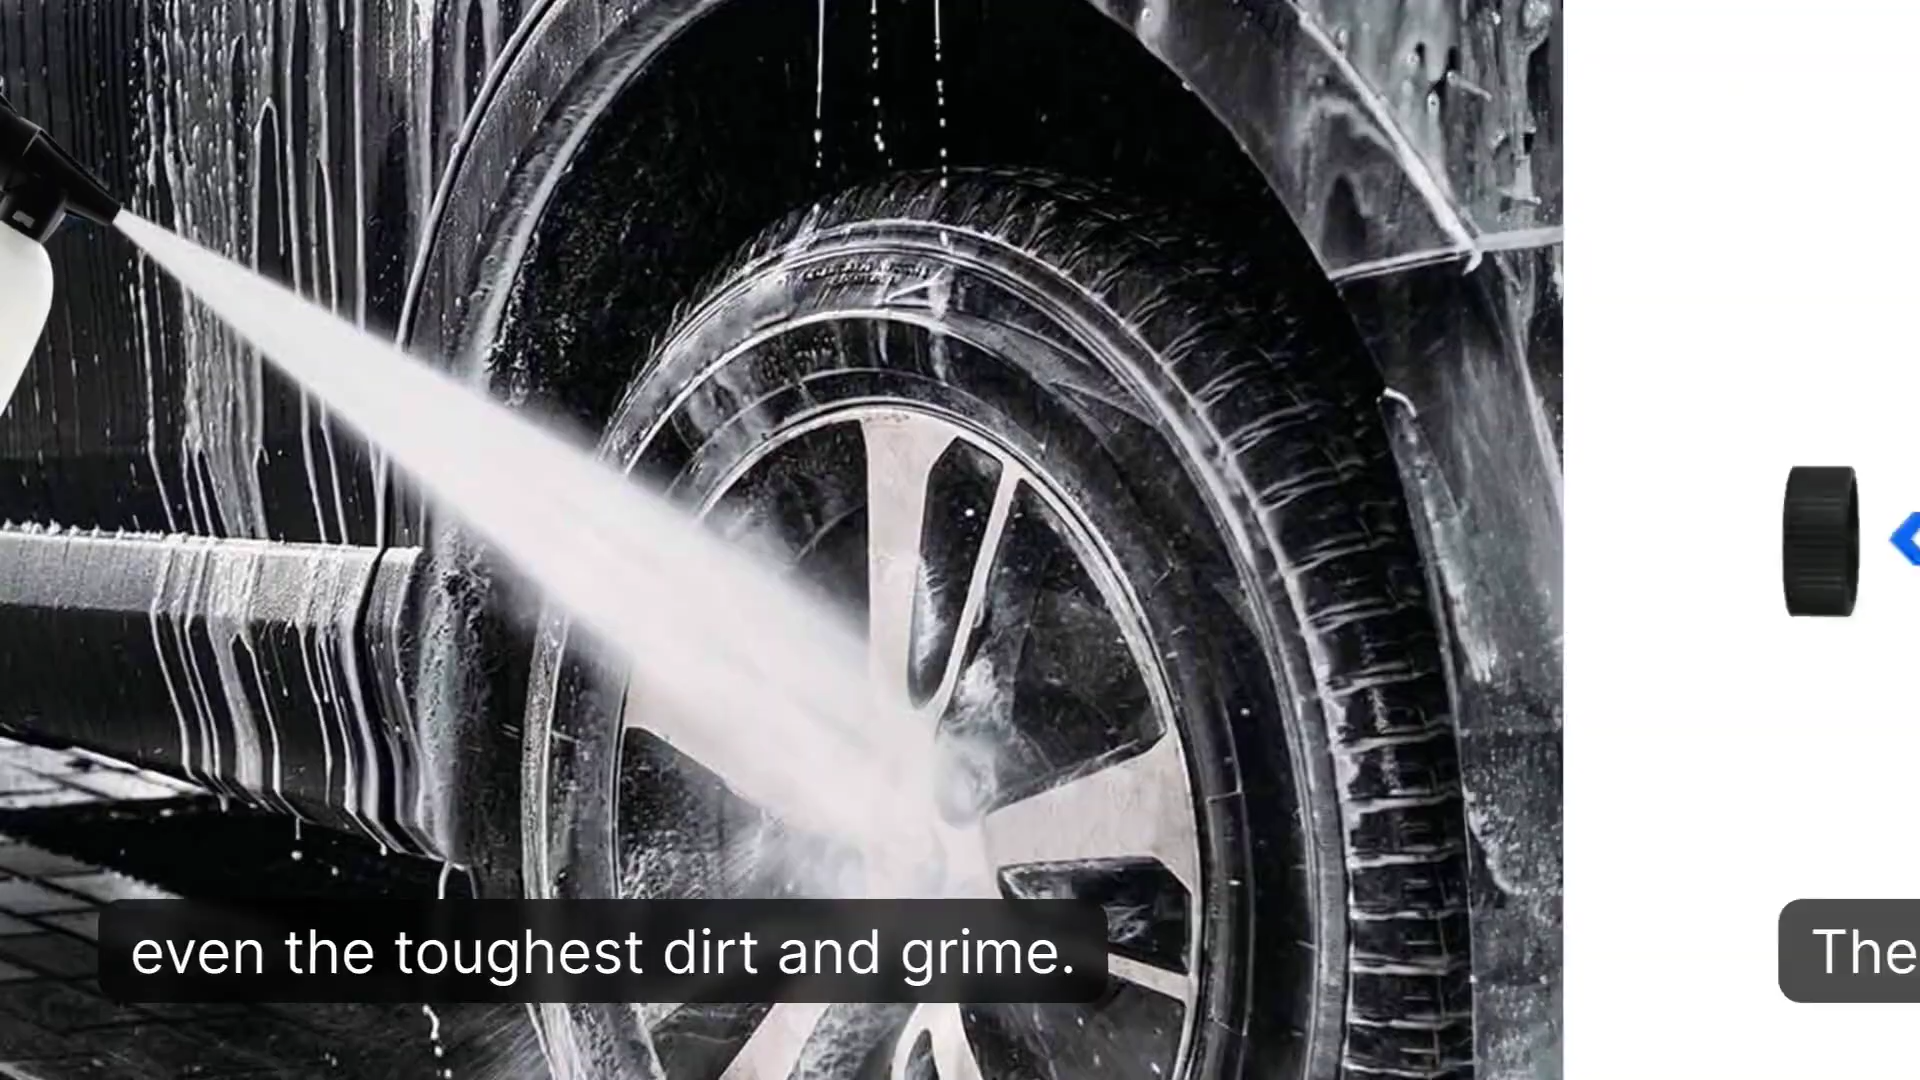 even the toughest dirt and grime.
The